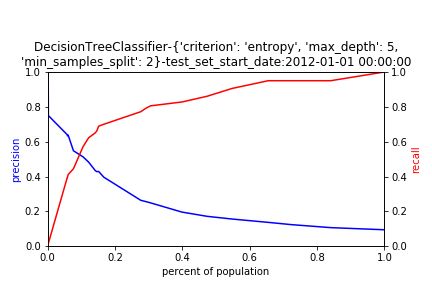 DecisionTreeClassifier-{'criterion': 'entropy', 'max_depth': 5,
'min_samples_split': 2}-test_set_start_date:2012-01-01 00:00:00
1.0
0.8
0.6
0.4
0.2
0.0
precision
1.0
0.8
0.6
0.4
0.2
0.0
recall
0.0 0.2 0.4 0.6 0.8 1.0
percent of population